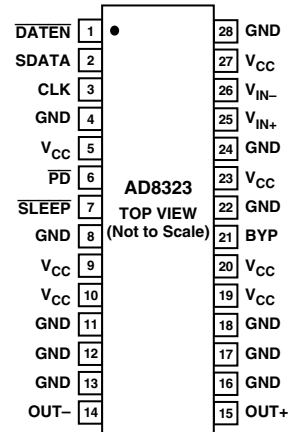 DATEN 1 28 GND
SDATA 2 27 VCC
CLK 3 26 VIN–
GND 4 25 VIN+
VCC 5 24 GND
PD 6 23 VCC
SLEEP 7 22 GND
GND 8 21 BYP
VCC 9 20 VCC
VCC 10 19 VCC
GND 11 18 GND
GND 12 17 GND
GND 13 16 GND
OUT– 14 15 OUT+
AD8323
TOP VIEW
(Not to Scale)